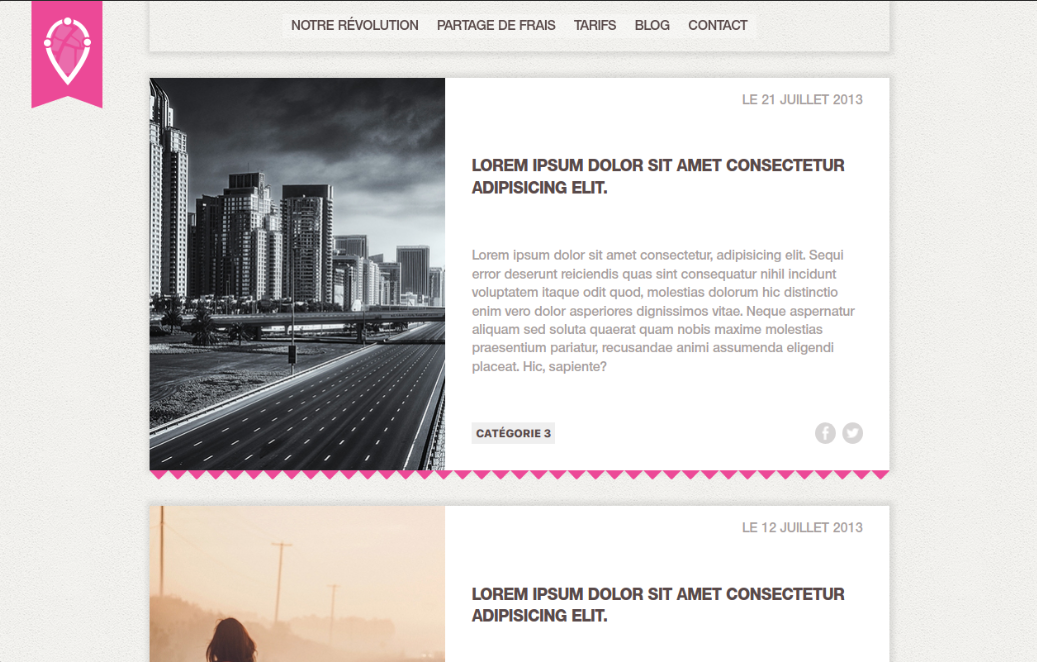 NOTRE RÉVOLUTION PARTAGE DE FRAIS TARIFS BLOG CONTACT
LE 21 JUILLET 2013
LOREM IPSUM DOLOR SIT AMET CONSECTETUR
ADIPISICING ELIT.
Lorem ipsum dolor sit amet consectetur, adipisicing elit. Sequi
error deserunt reiciendis quas sint consequatur nihil incidunt
voluptatem itaque odit quod, molestias dolorum hic distinctio
enim vero dolor asperiores dignissimos vitae. Neque aspernatur
aliquam sed soluta quaerat quam nobis maxime molestias
praesentium pariatur, recusandae animi assumenda eligendi
placeat. Hic, sapiente?
CATÉGORIE 3
LE 12 JUILLET 2013
LOREM IPSUM DOLOR SIT AMET CONSECTETUR
ADIPISICING ELIT.